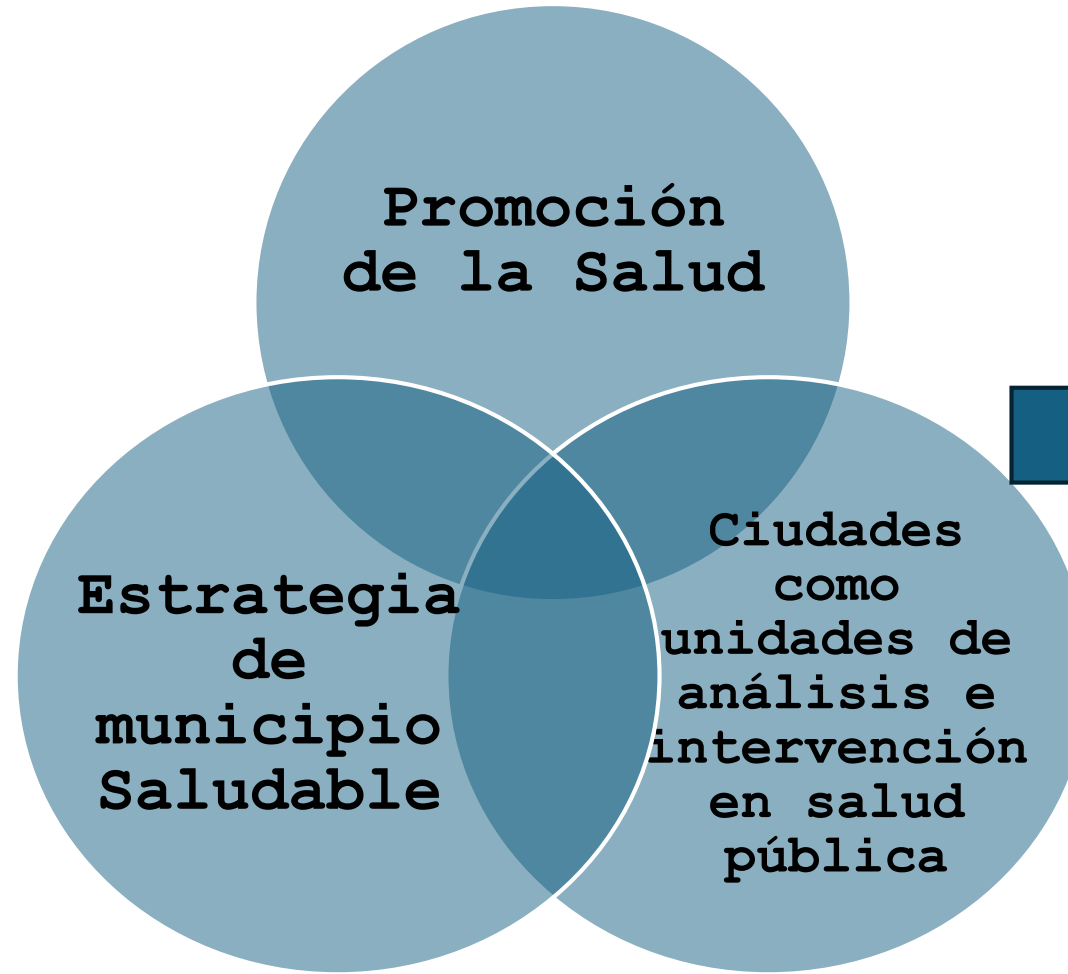 Promoción
de la Salud
Estrategia
de
municipio
Saludable
Ciudades
como
unidades de
análisis e
intervención
en salud
pública